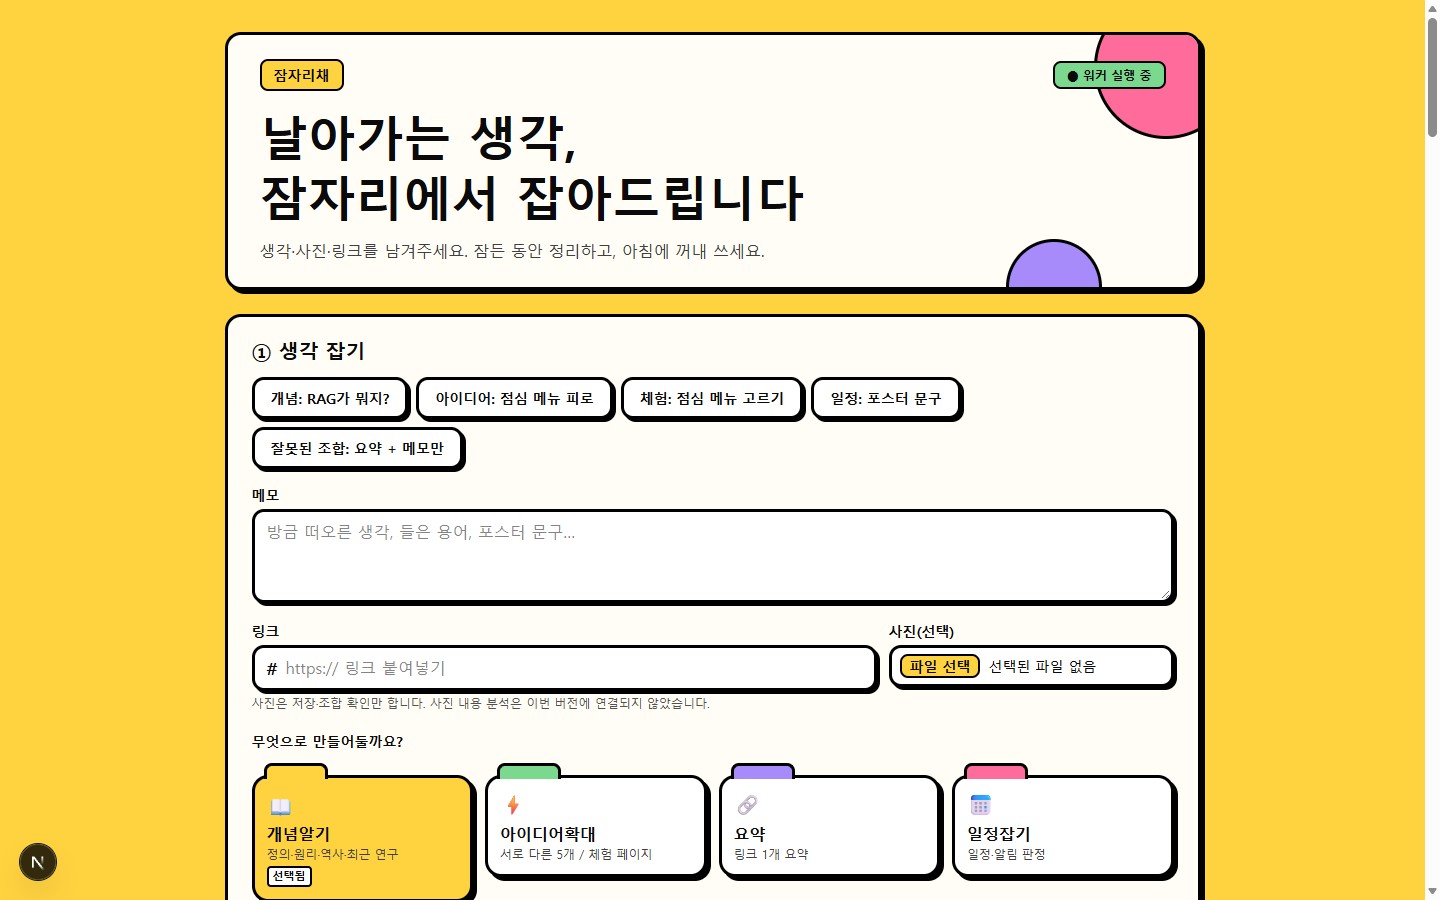 잠자리채
● 워커 실행 중
날아가는 생각,
잠자리에서 잡아드립니다
생각·사진·링크를 남겨주세요. 잠든 동안 정리하고, 아침에 꺼내 쓰세요.
① 생각 잡기
개념: RAG가 뭐지?
아이디어: 점심 메뉴 피로
체험: 점심 메뉴 고르기
일정: 포스터 문구
잘못된 조합: 요약 + 메모만
메모
방금 떠오른 생각, 들은 용어, 포스터 문구...
링크
사진(선택)
# https:// 링크 붙여넣기
파일 선택 선택된 파일 없음
사진은 저장·조합 확인만 합니다. 사진 내용 분석은 이번 버전에 연결되지 않았습니다.
무엇으로 만들어둘까요?
개념알기
정의·원리·역사·최근 연구
선택됨
아이디어확대
서로 다른 5개 / 체험 페이지
요약
링크 1개 요약
일정잡기
일정·알림 판정
N